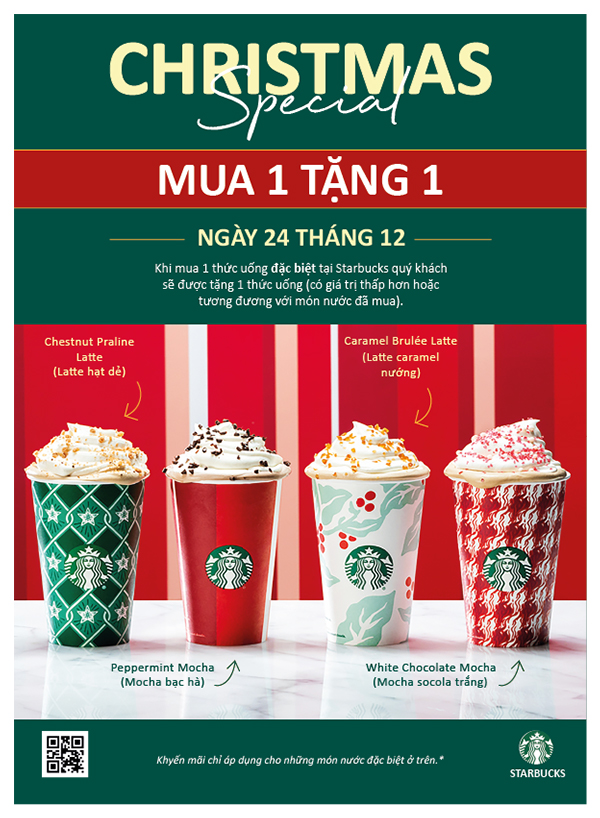 CHRISTMAS
Special
MUA 1 TẶNG 1
NGÀY 24 THÁNG 12
Khi mua 1 thức uống đặc biệt tại Starbucks quý khách
sẽ được tặng 1 thức uống (có giá trị thấp hơn hoặc
tương đương với món nước đã mua).
Chestnut Praline
Latte
(Latte hạt dẻ)
Caramel Brulée Latte
(Latte caramel
nướng)
Peppermint Mocha
(Mocha bạc hà)
White Chocolate Mocha
(Mocha socola trắng)
Khyến mãi chỉ áp dụng cho những món nước đặc biệt ở trên.*
STARBUCKS